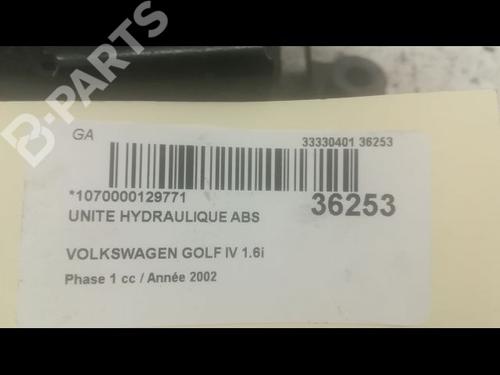 B-PARTS
GA
33330401 36253
*1070000129771
UNITE HYDRAULIQUE ABS
36253
VOLKSWAGEN GOLF IV 1.6i
Phase 1 cc / Année 2002